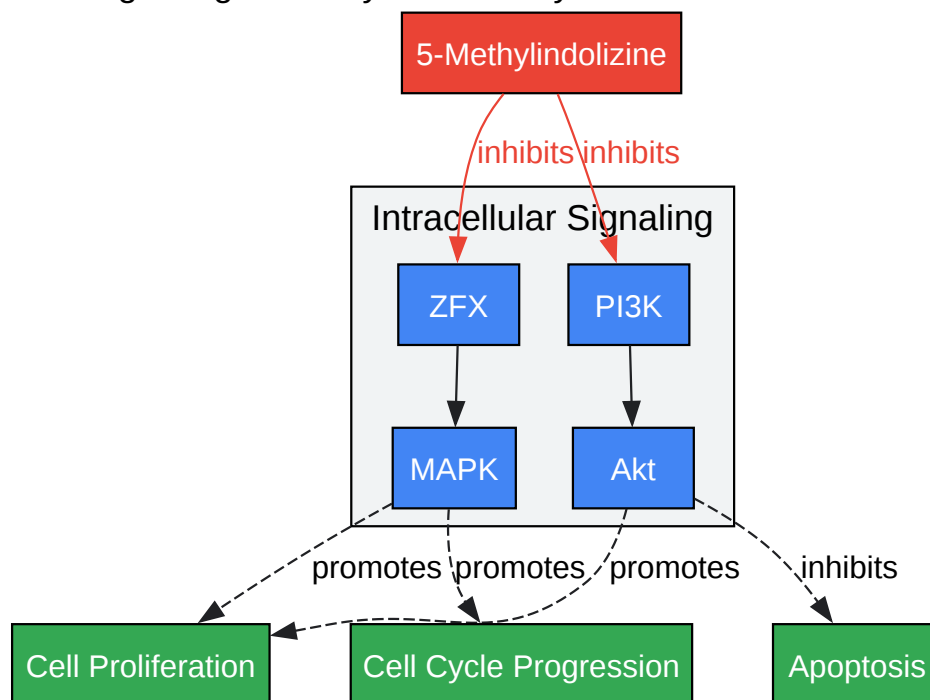 5-Methylindolizine
inhibits inhibits
Intracellular Signaling
ZFX PI3K
MAPK Akt
promotes promotes promotes inhibits
Cell Proliferation Cell Cycle Progression Apoptosis